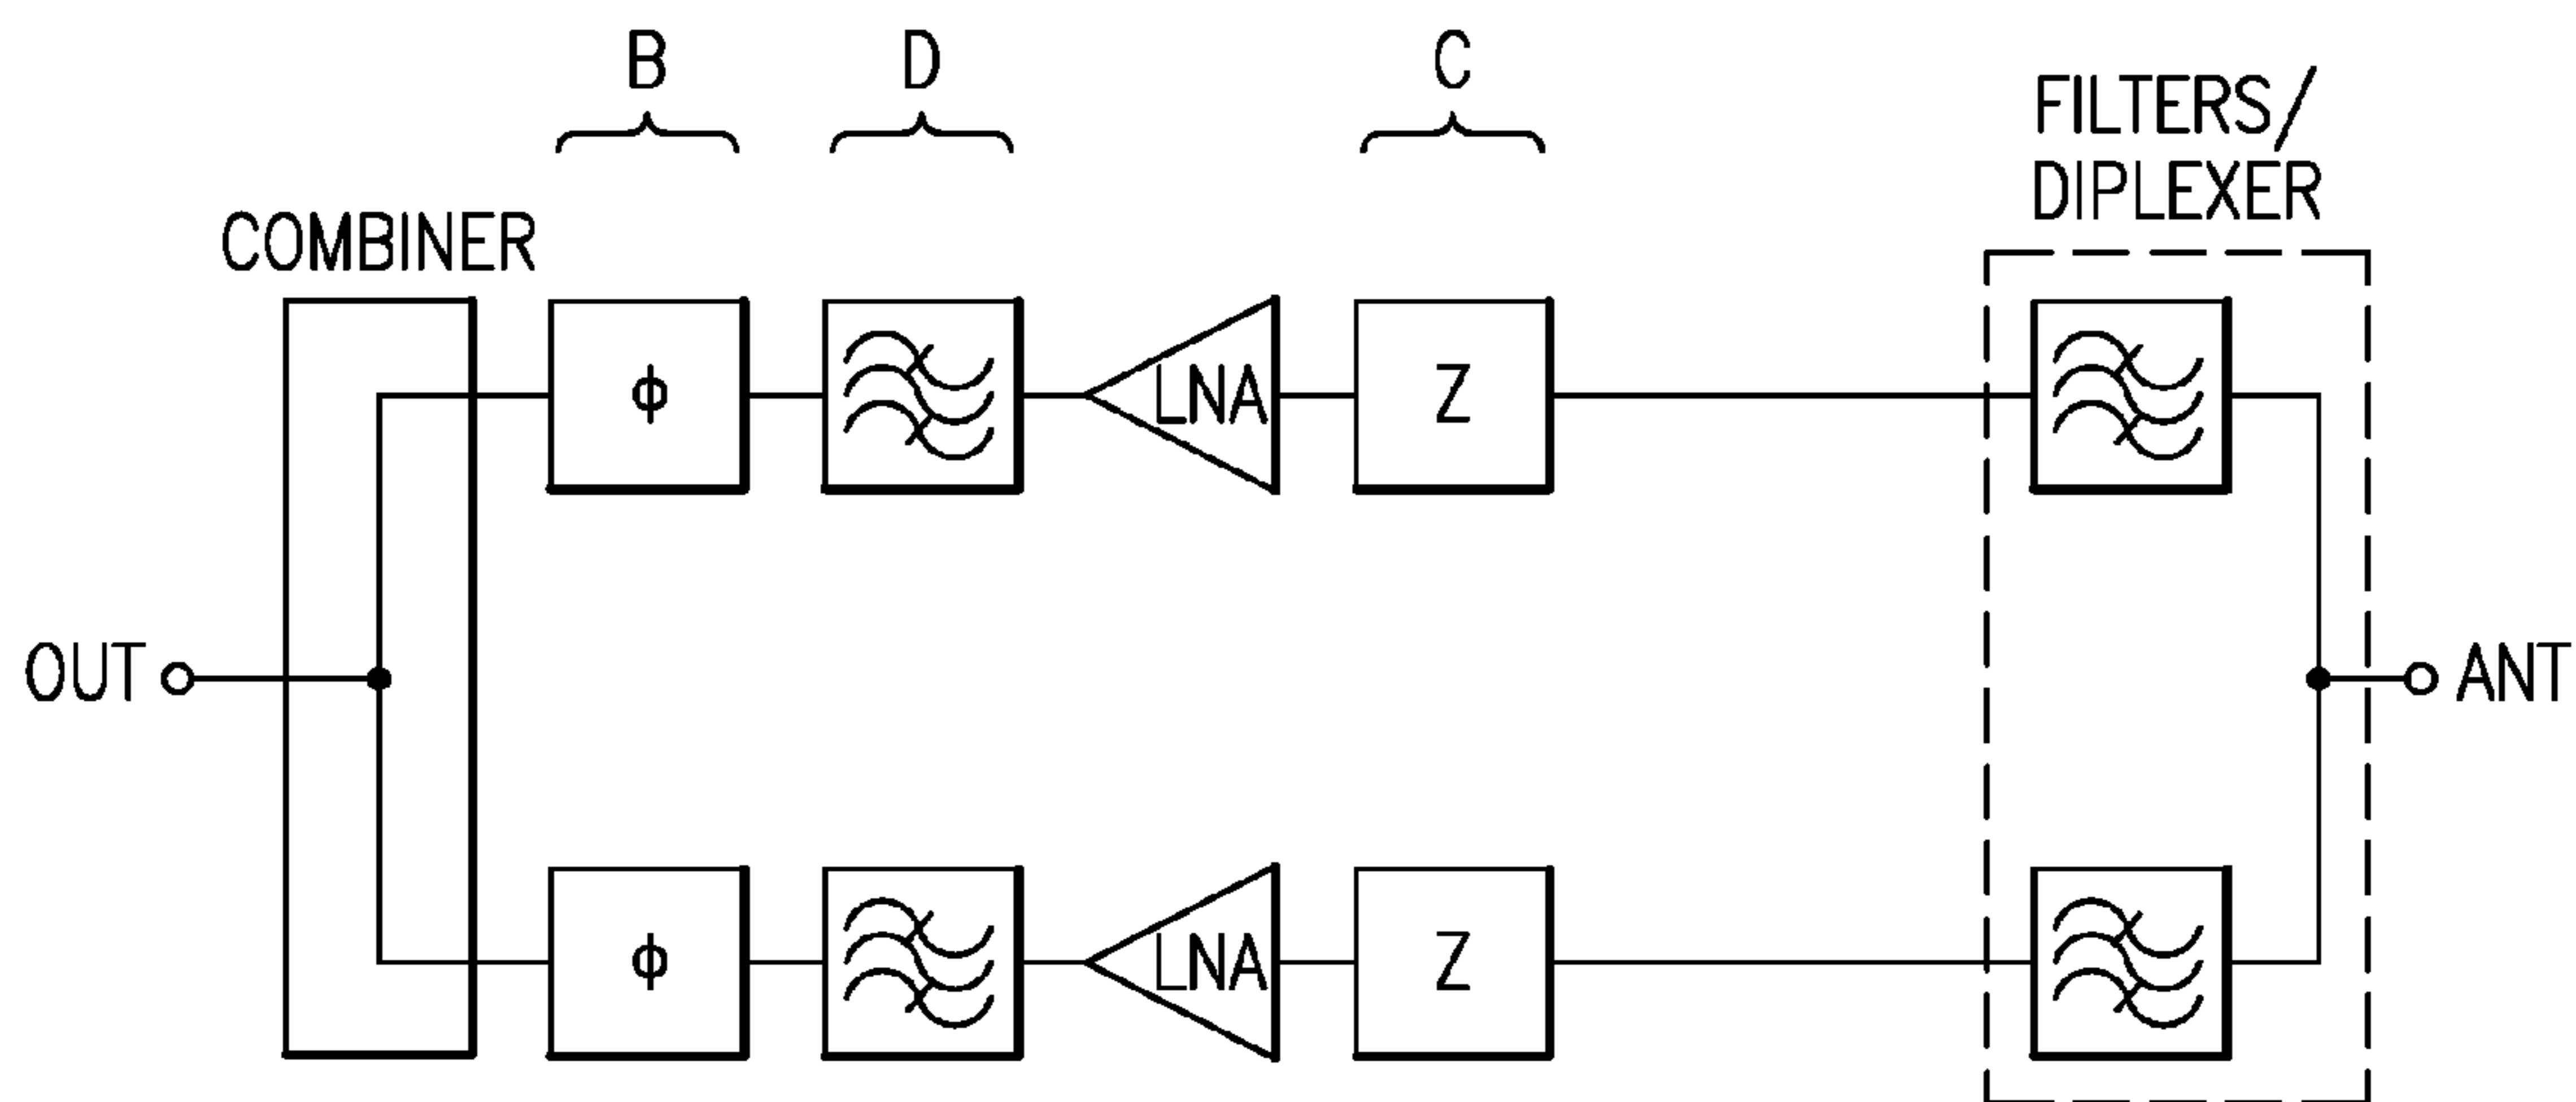 B
D
C
FILTERS/
DIPLEXER
COMBINER
ϕ
LNA
Z
OUT
ANT
ϕ
LNA
Z